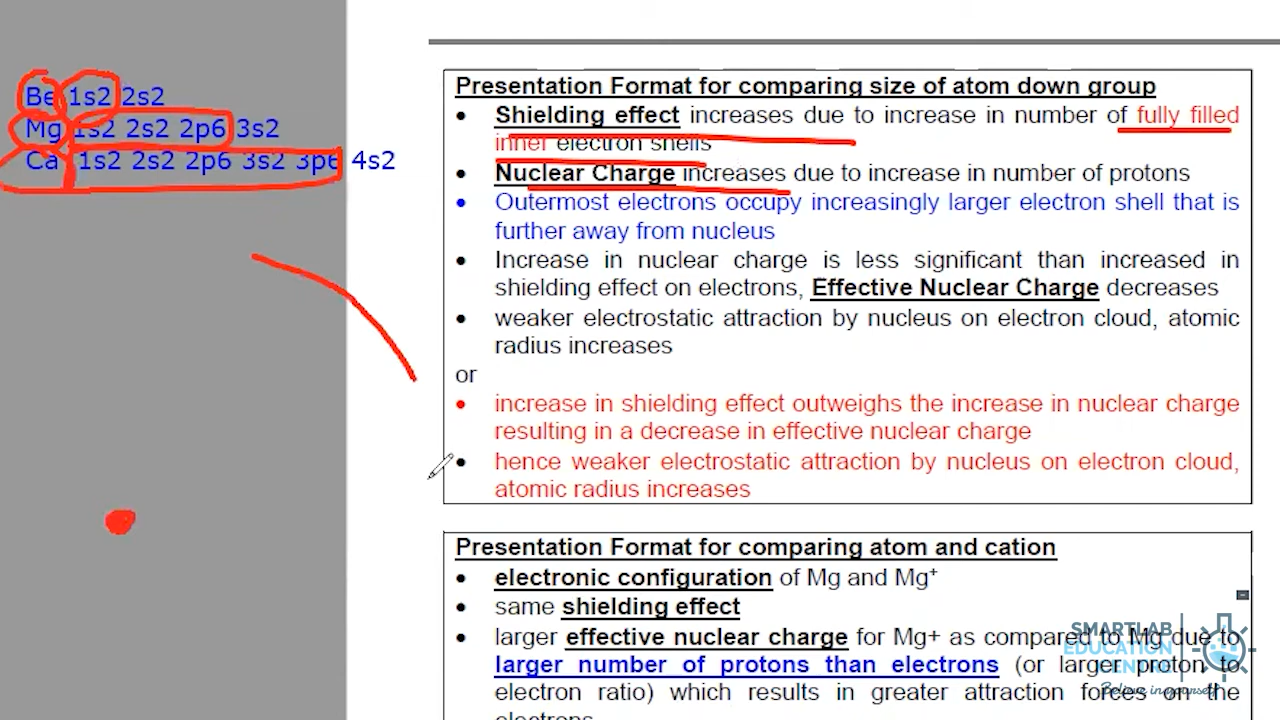 Be 1s2 2s2
Mg 1s2 2s2 2p6 3s2
Ca 1s2 2s2 2p6 3s2 3p6 4s2
Presentation Format for comparing size of atom down group
• Shielding effect increases due to increase in number of fully filled
inner electron shells
• Nuclear Charge increases due to increase in number of protons
• Outermost electrons occupy increasingly larger electron shell that is
further away from nucleus
• Increase in nuclear charge is less significant than increased in
shielding effect on electrons, Effective Nuclear Charge decreases
• weaker electrostatic attraction by nucleus on electron cloud, atomic
radius increases
or
• increase in shielding effect outweighs the increase in nuclear charge
resulting in a decrease in effective nuclear charge
• hence weaker electrostatic attraction by nucleus on electron cloud,
atomic radius increases
Presentation Format for comparing atom and cation
• electronic configuration of Mg and Mg⁺
• same shielding effect
• larger effective nuclear charge for Mg+ as compared to Mg due to
larger number of protons than electrons (or larger proton to
electron ratio) which results in greater attraction forces on the
electrons
SMARTLAB
EDUCATION
CENTRE
Believe in yourself